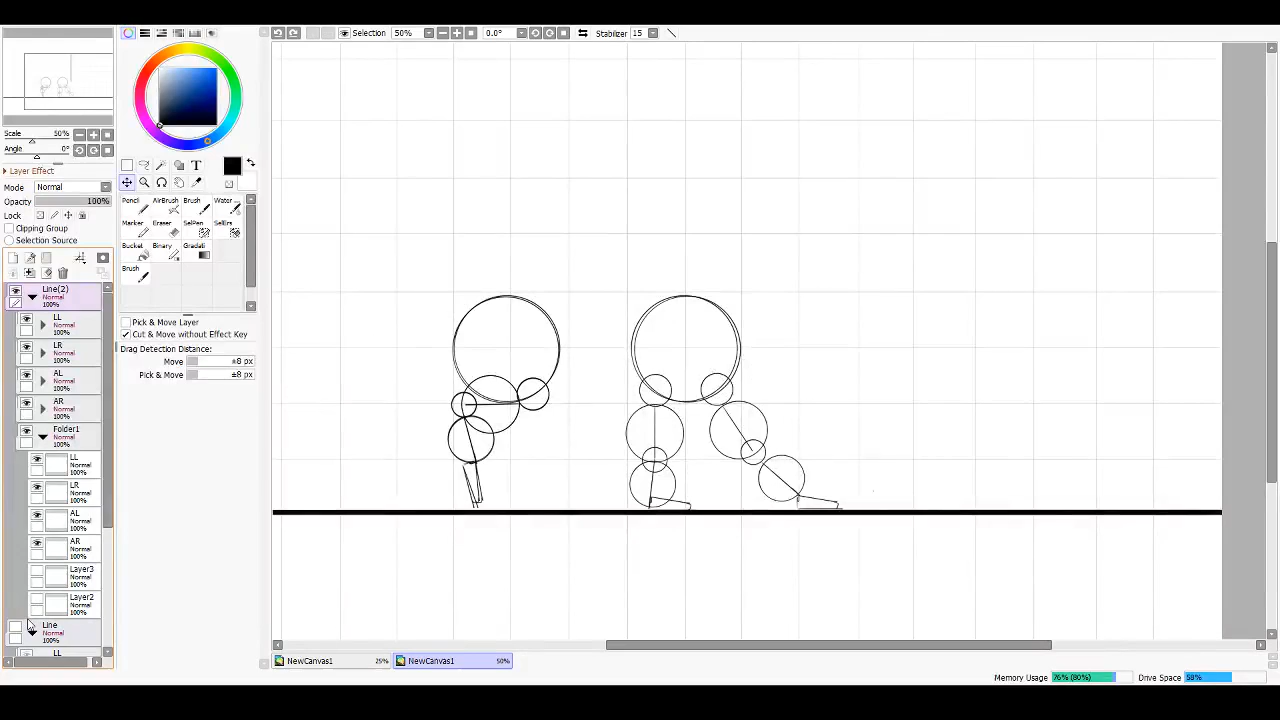 Selection 50% 0.0° Stabilizer 15
Scale 50%
Angle 0°
Layer Effect
Mode Normal
Opacity 100%
Lock
Clipping Group
Selection Source
T
Pencil AirBrush Brush Water
Marker Eraser SelPen SelErs
Bucket Binary Gradati
Brush
Pick & Move Layer
Cut & Move without Effect Key
Drag Detection Distance:
Move ±8 px
Pick & Move ±8 px
Line(2)
Normal
100%
LL
Normal
100%
LR
Normal
100%
AL
Normal
100%
AR
Normal
100%
Folder1
Normal
100%
LL
Normal
100%
LR
Normal
100%
AL
Normal
100%
AR
Normal
100%
Layer3
Normal
100%
Layer2
Normal
100%
Line
Normal
100%
LL
NewCanvas1 25% NewCanvas1 50%
Memory Usage 76% (80%) Drive Space 58%